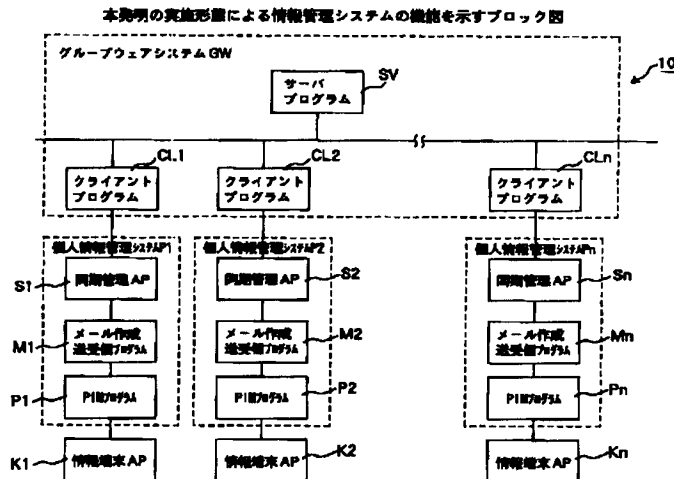 本発明の実施形態による情報管理システムの機能を示すブロック図
グループウェアシステムGW
10
SV
サーバ
プログラム
CL1
CL2
CLn
クライアント
プログラム
クライアント
プログラム
クライアント
プログラム
個人情報管理システムP1
個人情報管理システムP2
個人情報管理システムPn
S1
同期管理AP
同期管理AP
S2
同期管理AP
Sn
M1
メール作成
送受信プログラム
メール作成
送受信プログラム
M2
メール作成
送受信プログラム
Mn
P1
PIMプログラム
PIMプログラム
P2
PIMプログラム
Pn
K1
情報端末AP
情報端末AP
K2
情報端末AP
Kn